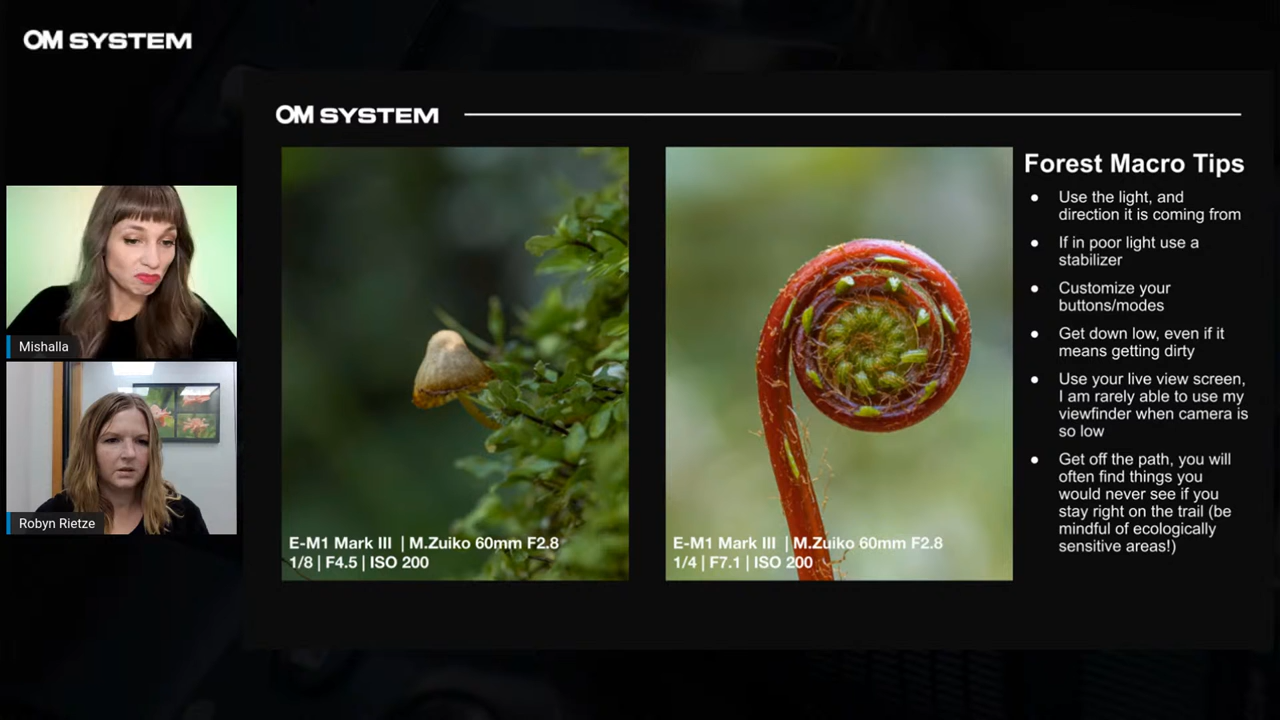 OM SYSTEM
OM SYSTEM
Mishalla
Robyn Rietze
E-M1 Mark III | M.Zuiko 60mm F2.8
1/8 | F4.5 | ISO 200
E-M1 Mark III | M.Zuiko 60mm F2.8
1/4 | F7.1 | ISO 200
Forest Macro Tips
● Use the light, and
direction it is coming from
● If in poor light use a
stabilizer
● Customize your
buttons/modes
● Get down low, even if it
means getting dirty
● Use your live view screen,
I am rarely able to use my
viewfinder when camera is
so low
● Get off the path, you will
often find things you
would never see if you
stay right on the trail (be
mindful of ecologically
sensitive areas!)